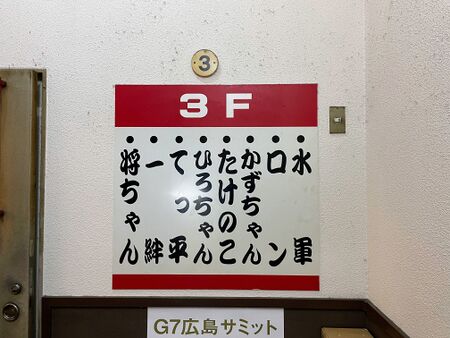 3
3F
水軍
ロン
かずちゃん
たけのこ
ひろちゃん
てっ平
一絆
将ちゃん
G7広島サミット